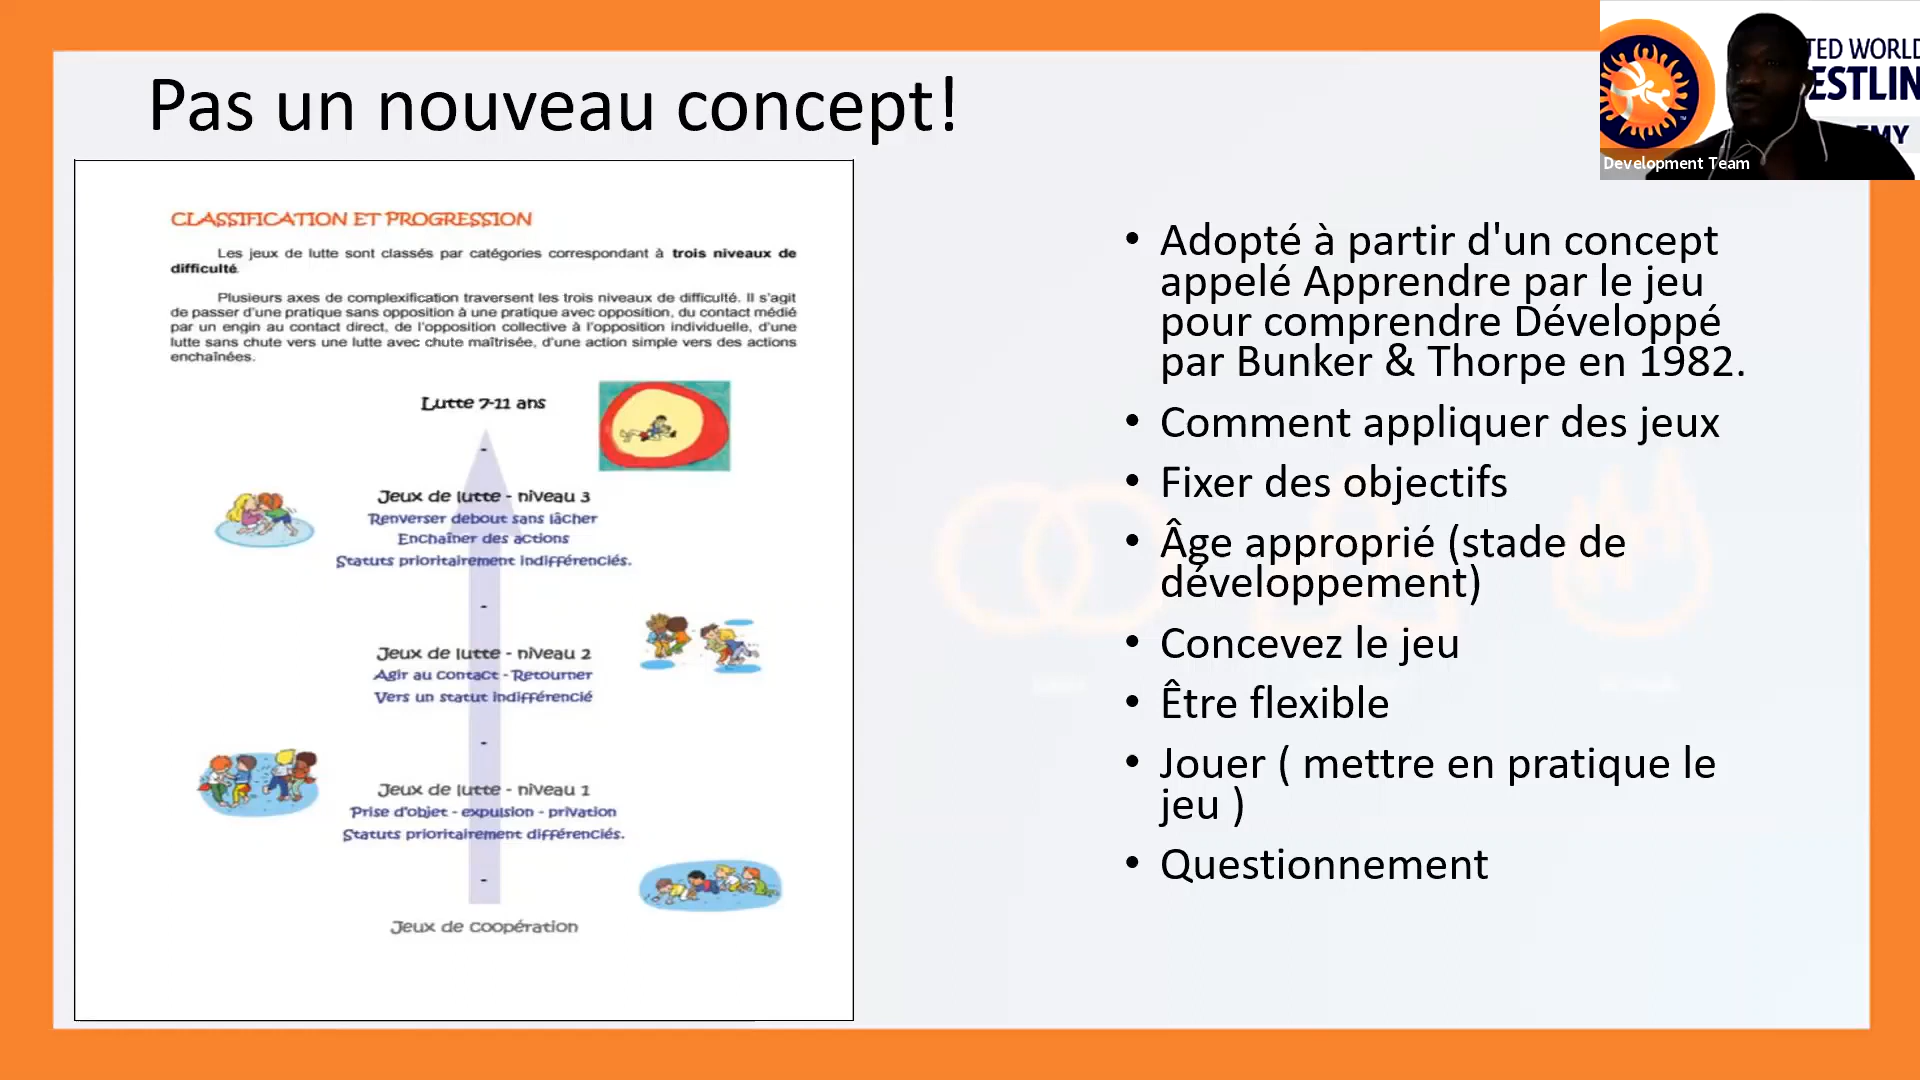 Pas un nouveau concept!
TED WORLD
ESTLIN
EMY
Development Team
CLASSIFICATION ET PROGRESSION
Les jeux de lutte sont classés par catégories correspondant à trois niveaux de
difficulté.
Plusieurs axes de complexification traversent les trois niveaux de difficulté. Il s'agit
de passer d'une pratique sans opposition à une pratique avec opposition, du contact médié
par un engin au contact direct, de l'opposition collective à l'opposition individuelle, d'une
lutte sans chute vers une lutte avec chute maîtrisée, d'une action simple vers des actions
enchaînées.
Lutte 7-11 ans
Jeux de lutte - niveau 3
Renverser debout sans lâcher
Enchaîner des actions
Statuts prioritairement indifférenciés.
Jeux de lutte - niveau 2
Agir au contact - Retourner
Vers un statut indifférencié
Jeux de lutte - niveau 1
Prise d'objet - expulsion - privation
Statuts prioritairement différenciés.
Jeux de coopération
• Adopté à partir d'un concept
appelé Apprendre par le jeu
pour comprendre Développé
par Bunker & Thorpe en 1982.
• Comment appliquer des jeux
• Fixer des objectifs
• Âge approprié (stade de
développement)
• Concevez le jeu
• Être flexible
• Jouer ( mettre en pratique le
jeu )
• Questionnement